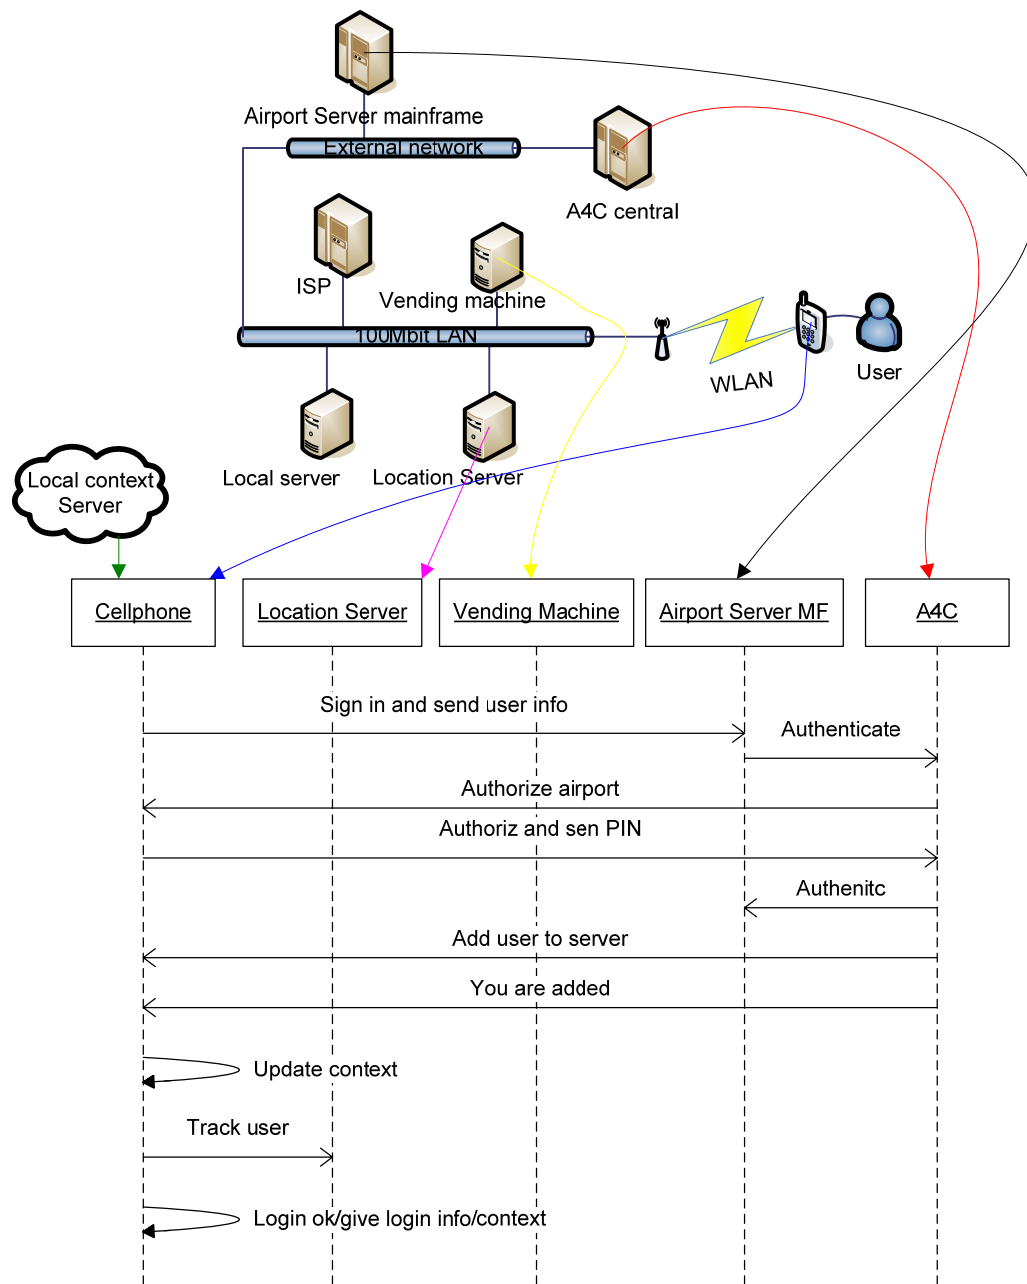 Airport Server mainframe
External network
A4C central
ISP
Vending machine
100Mbit LAN
WLAN
User
Local server
Location Server
Local context
Server
Cellphone
Location Server
Vending Machine
Airport Server MF
A4C
Sign in and send user info
Authenticate
Authorize airport
Authoriz and sen PIN
Authenitc
Add user to server
You are added
Update context
Track user
Login ok/give login info/context